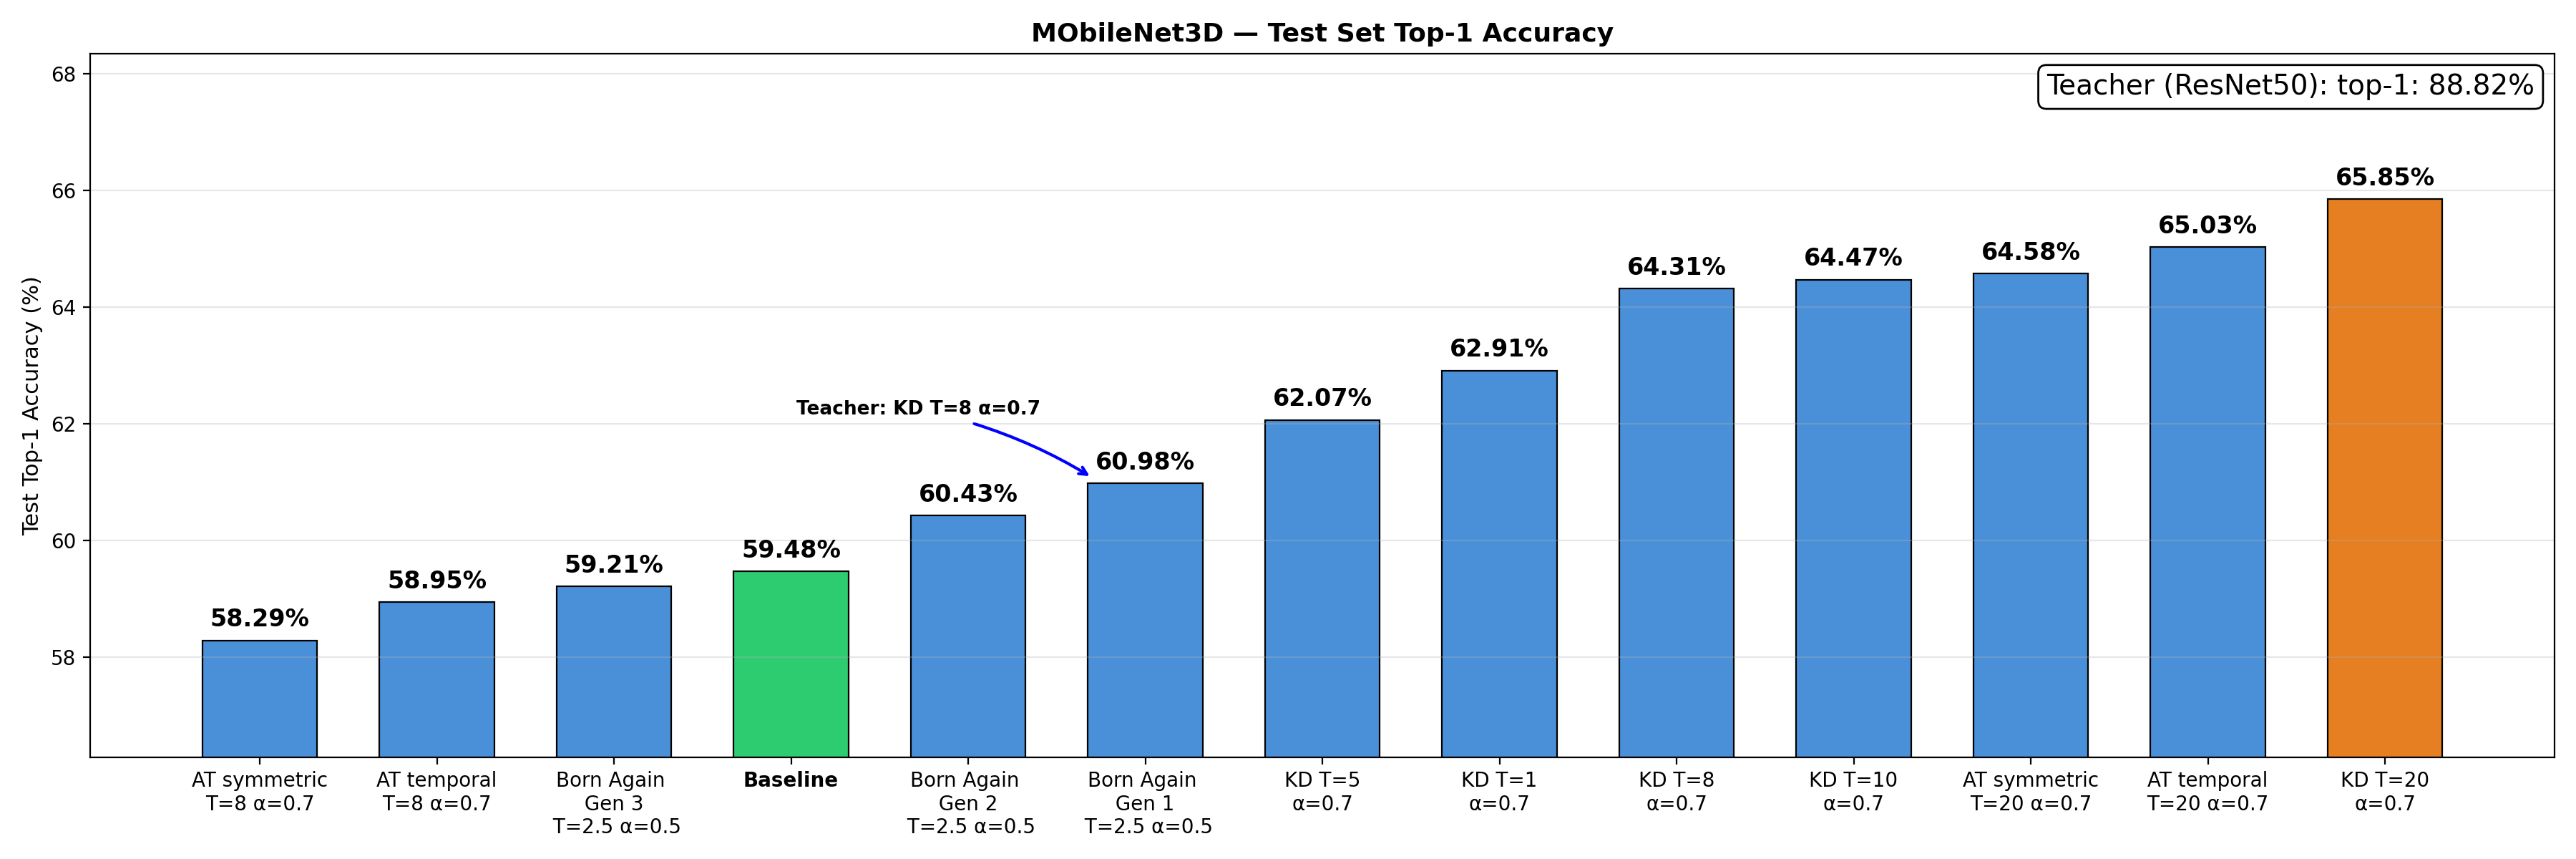 MObileNet3D — Test Set Top-1 Accuracy
Teacher (ResNet50): top-1: 88.82%
Test Top-1 Accuracy (%)
68
66
64
62
60
58
58.29%
58.95%
59.21%
59.48%
60.43%
60.98%
62.07%
62.91%
64.31%
64.47%
64.58%
65.03%
65.85%
Teacher: KD T=8 α=0.7
AT symmetric
T=8 α=0.7
AT temporal
T=8 α=0.7
Born Again
Gen 3
T=2.5 α=0.5
Baseline
Born Again
Gen 2
T=2.5 α=0.5
Born Again
Gen 1
T=2.5 α=0.5
KD T=5
α=0.7
KD T=1
α=0.7
KD T=8
α=0.7
KD T=10
α=0.7
AT symmetric
T=20 α=0.7
AT temporal
T=20 α=0.7
KD T=20
α=0.7